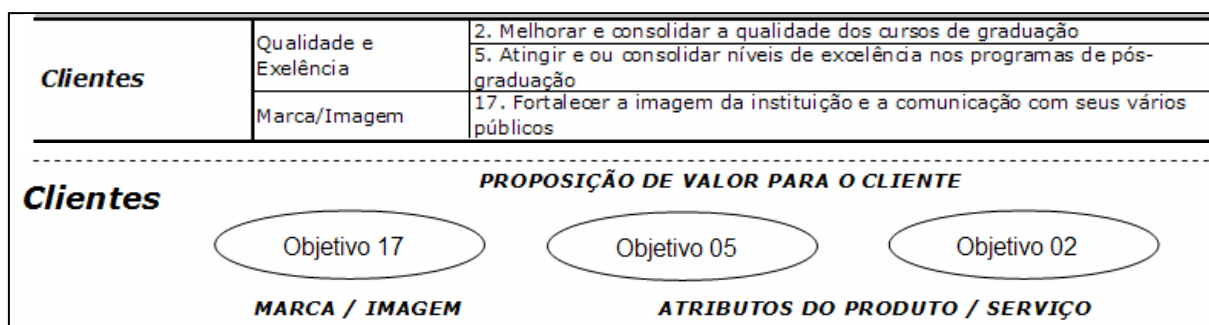 Clientes
Qualidade e
Exelência
2. Melhorar e consolidar a qualidade dos cursos de graduação
5. Atingir e ou consolidar níveis de excelência nos programas de pós-
graduação
Marca/Imagem
17. Fortalecer a imagem da instituição e a comunicação com seus vários
públicos
Clientes
PROPOSIÇÃO DE VALOR PARA O CLIENTE
Objetivo 17
Objetivo 05
Objetivo 02
MARCA / IMAGEM
ATRIBUTOS DO PRODUTO / SERVIÇO